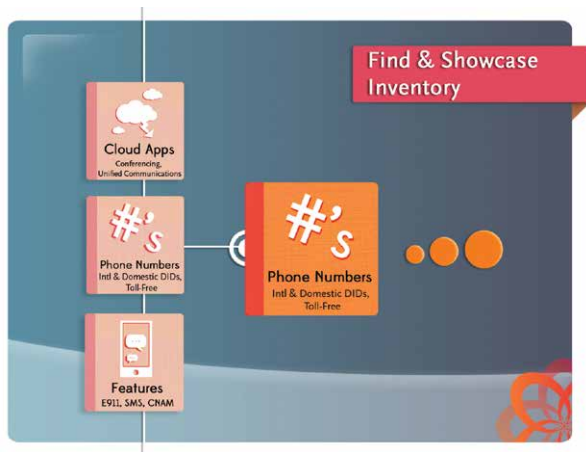 Find & Showcase
Inventory
Cloud Apps
Conferencing,
Unified Communications
#'s
Phone Numbers
Intl & Domestic DIDs,
Toll-Free
#'s
Phone Numbers
Intl & Domestic DIDs,
Toll-Free
Features
E911, SMS, CNAM